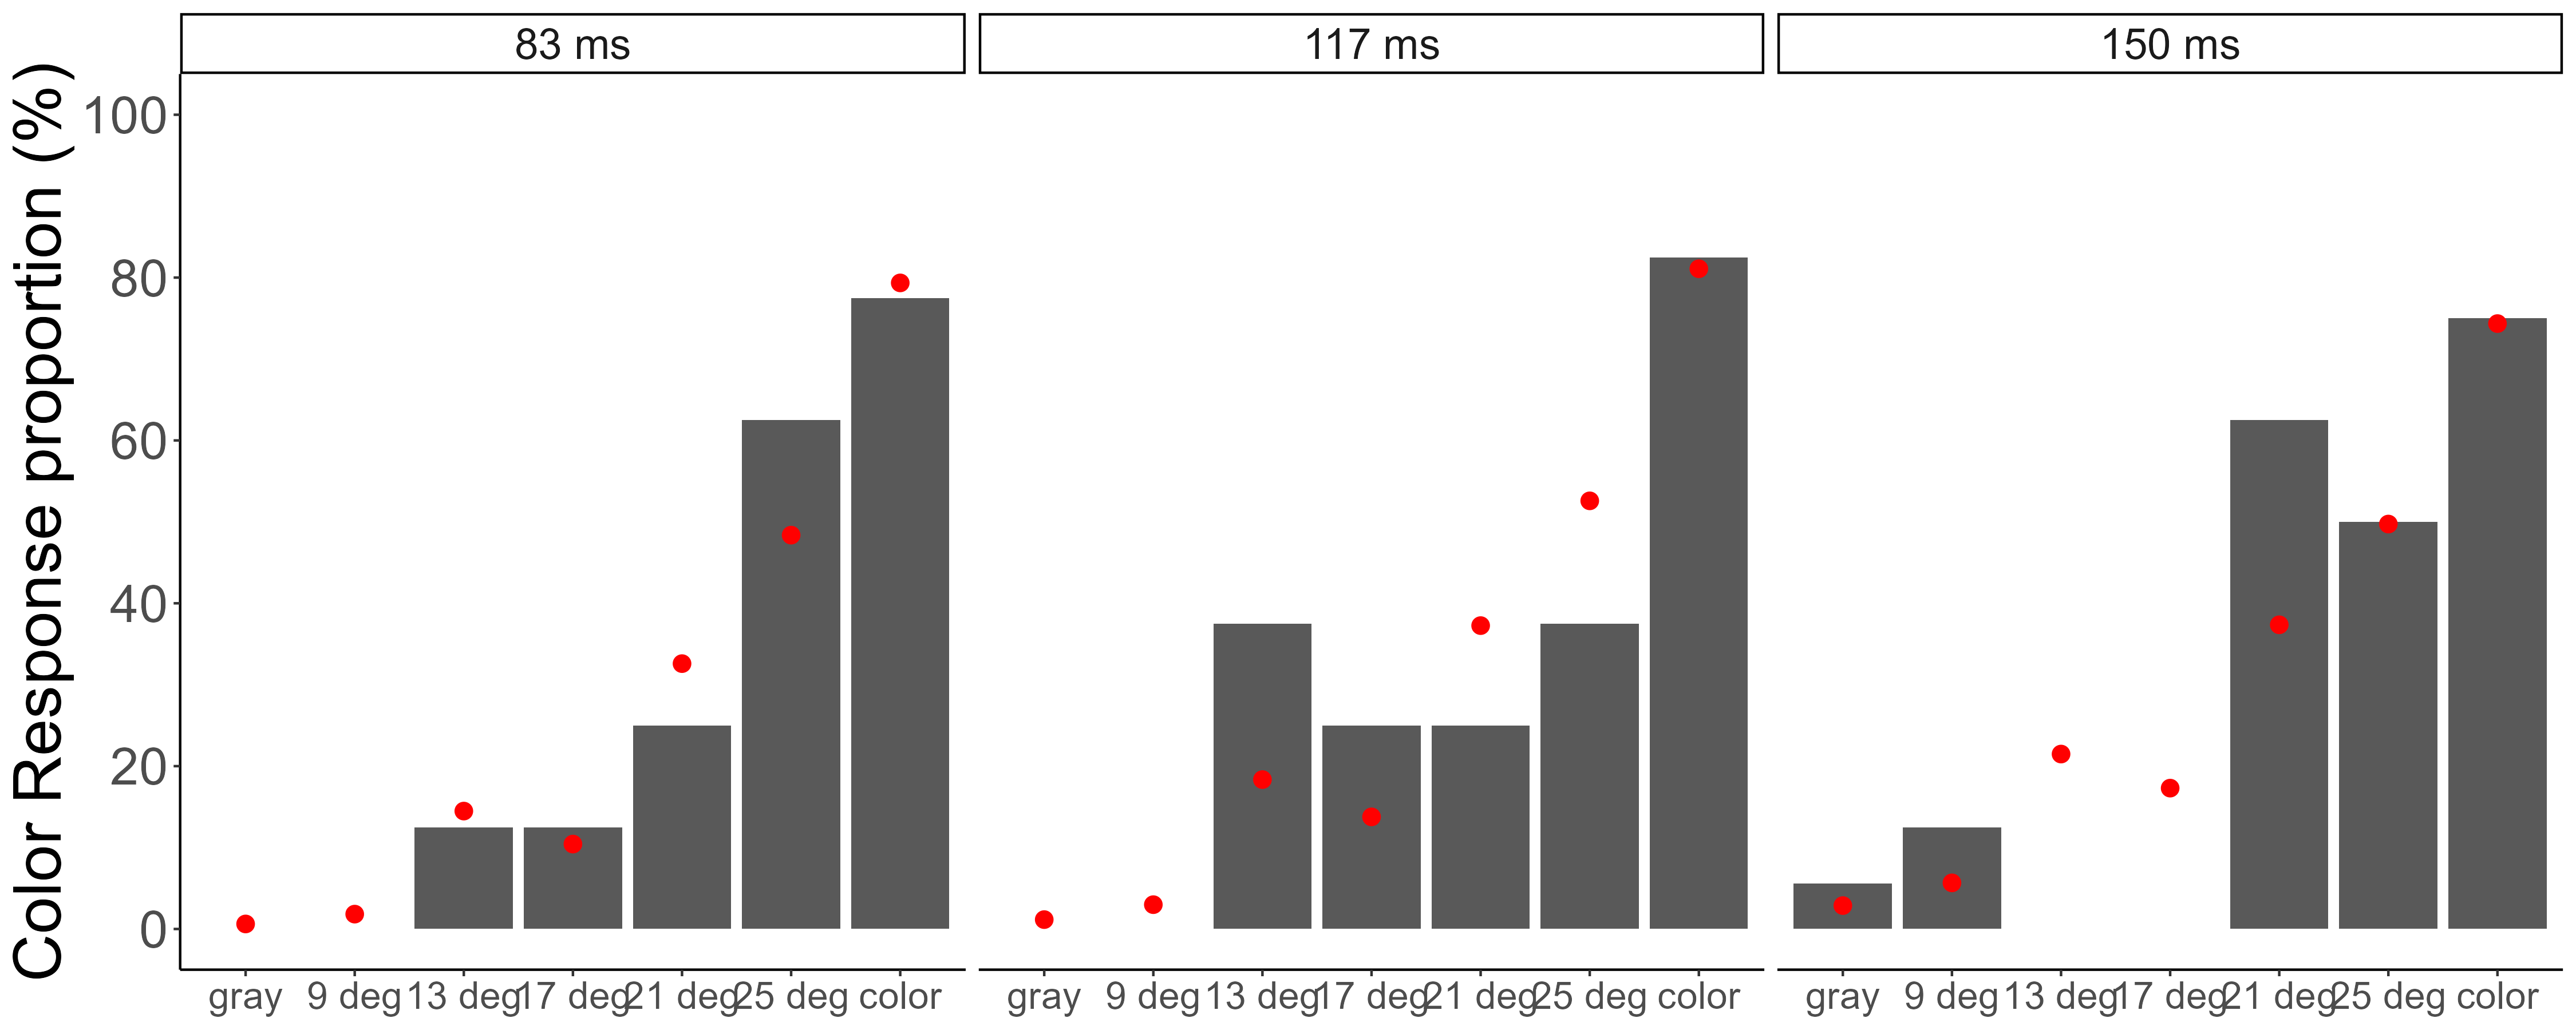 83 ms
117 ms
150 ms
Color Response proportion (%)
100
80
60
40
20
0
gray 9 deg 13 deg 17 deg 21 deg 25 deg color
gray 9 deg 13 deg 17 deg 21 deg 25 deg color
gray 9 deg 13 deg 17 deg 21 deg 25 deg color